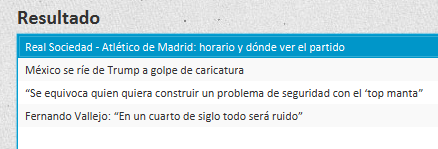 Resultado
Real Sociedad - Atlético de Madrid: horario y dónde ver el partido
México se ríe de Trump a golpe de caricatura
“Se equivoca quien quiera construir un problema de seguridad con el ‘top manta”
Fernando Vallejo: “En un cuarto de siglo todo será ruido”